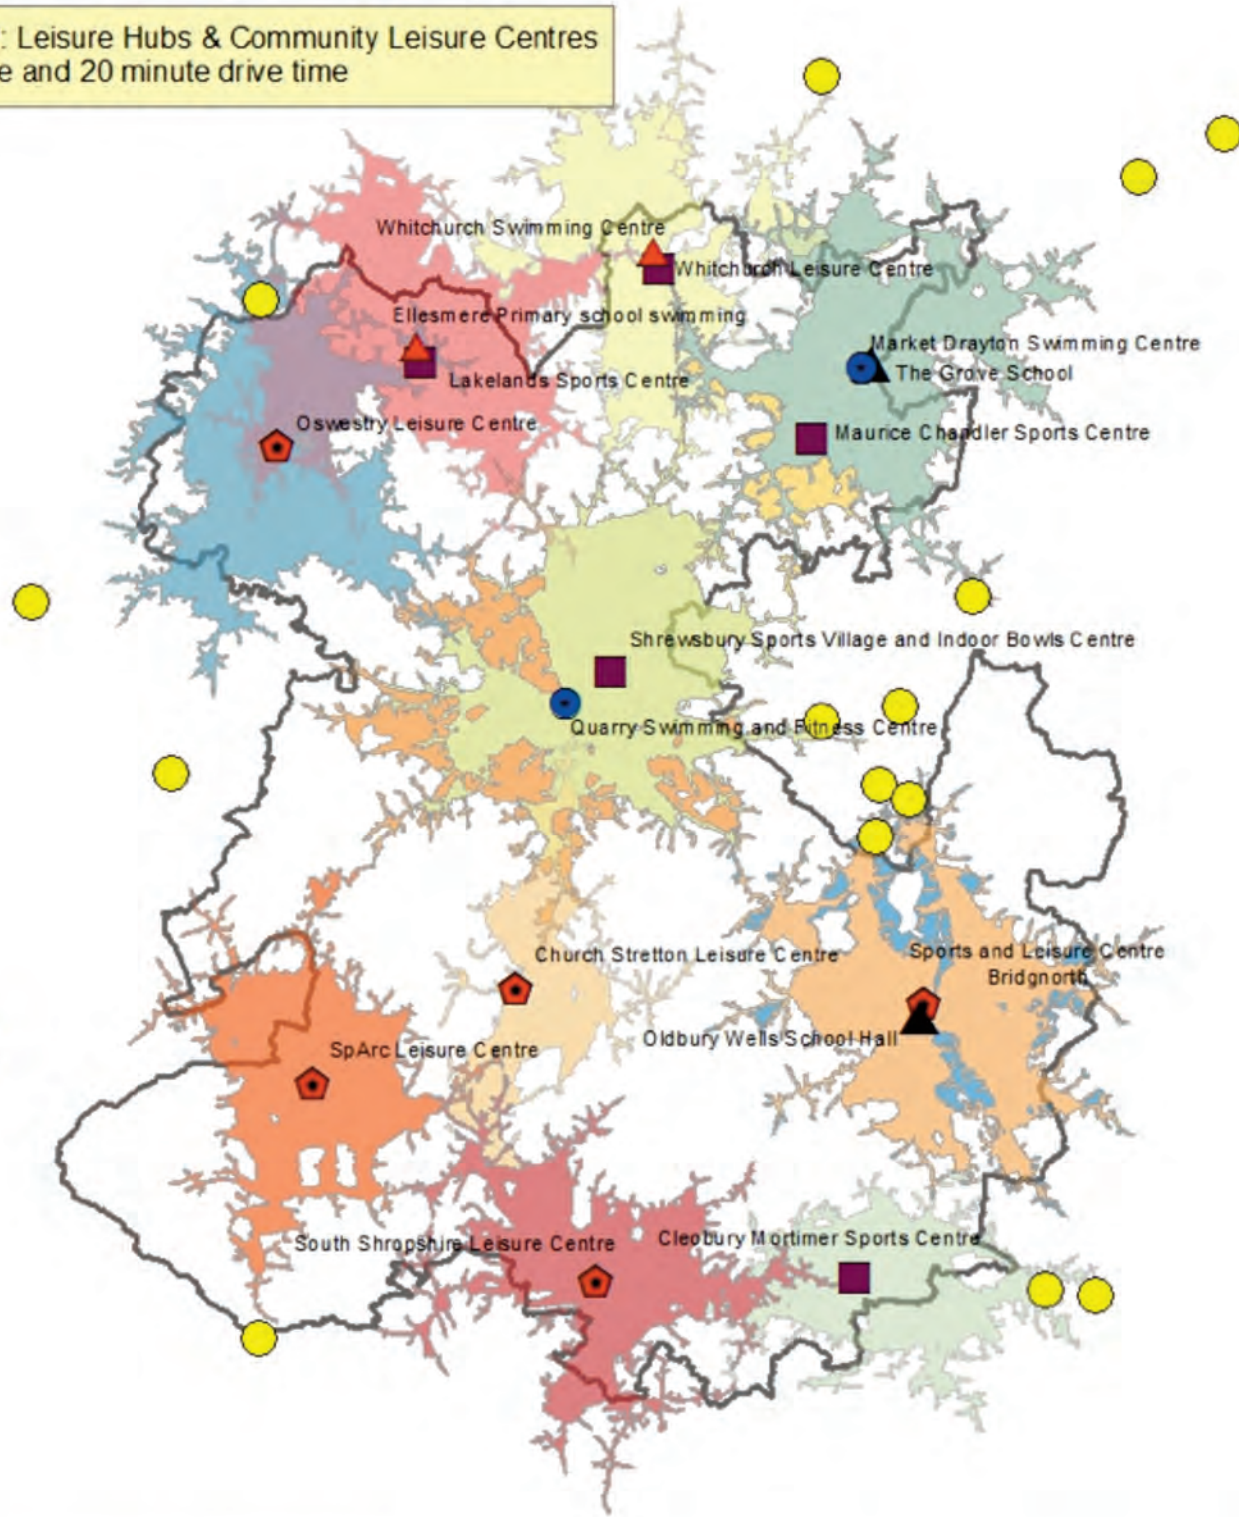 : Leisure Hubs & Community Leisure Centres
e and 20 minute drive time
Whitchurch Swimming Centre
Whitchurch Leisure Centre
Ellesmere Primary school swimming
Market Drayton Swimming Centre
The Grove School
Lakelands Sports Centre
Oswestry Leisure Centre
Maurice Chandler Sports Centre
Shrewsbury Sports Village and Indoor Bowls Centre
Quarry Swimming and Fitness Centre
Church Stretton Leisure Centre
Sports and Leisure Centre
Bridgnorth
Oldbury Wells School Hall
SpArc Leisure Centre
South Shropshire Leisure Centre
Cleobury Mortimer Sports Centre